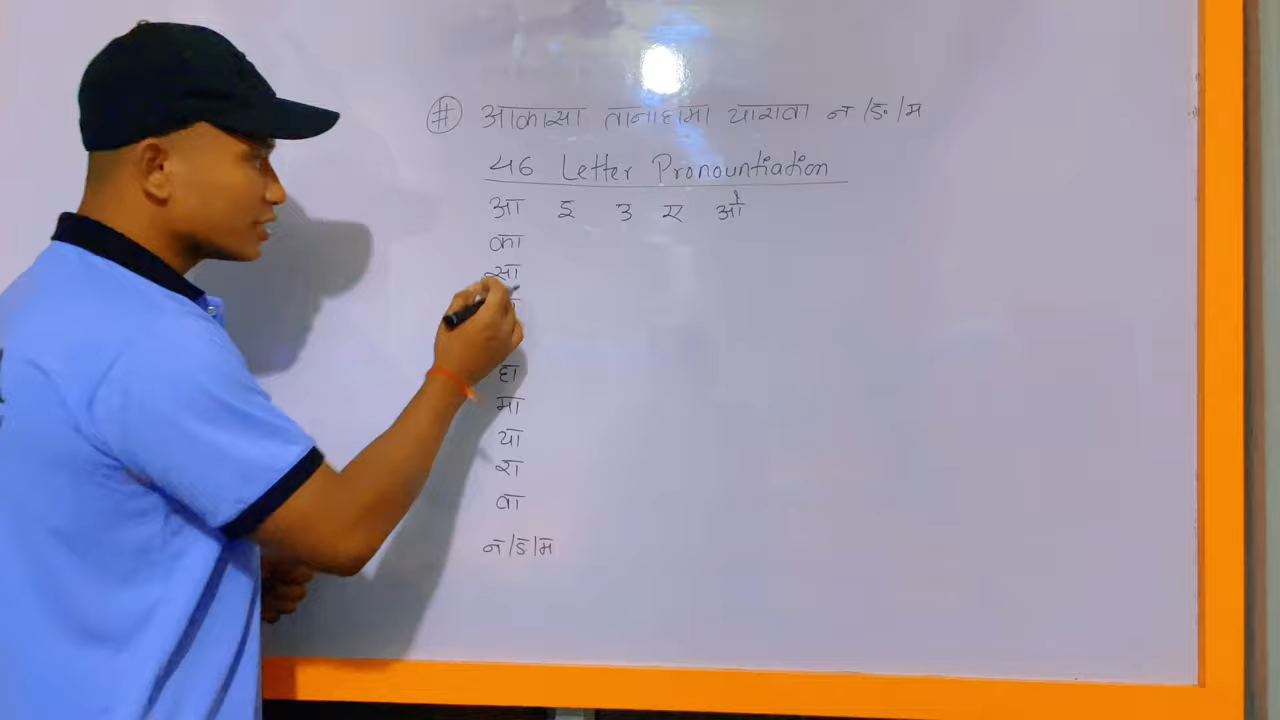 # आकासा तानाहामा यारावा न /ङ /म
46 Letter Pronountiation
आ इ उ ए ओ
का
सा
हा
मा
या
रा
वा
न/ङ/म